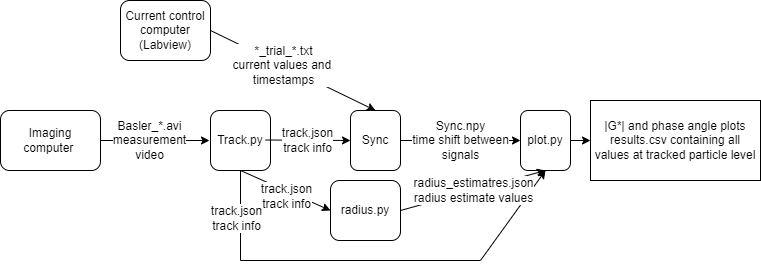 Current control
computer
(Labview)
*_trial_*.txt
current values and
timestamps
Imaging
computer
Basler_*.avi
measurement
video
Track.py
track.json
track info
Sync
Sync.npy
time shift between
signals
plot.py
|G*| and phase angle plots
results.csv containing all
values at tracked particle level
track.json
track info
radius.py
radius_estimatres.json
radius estimate values
track.json
track info